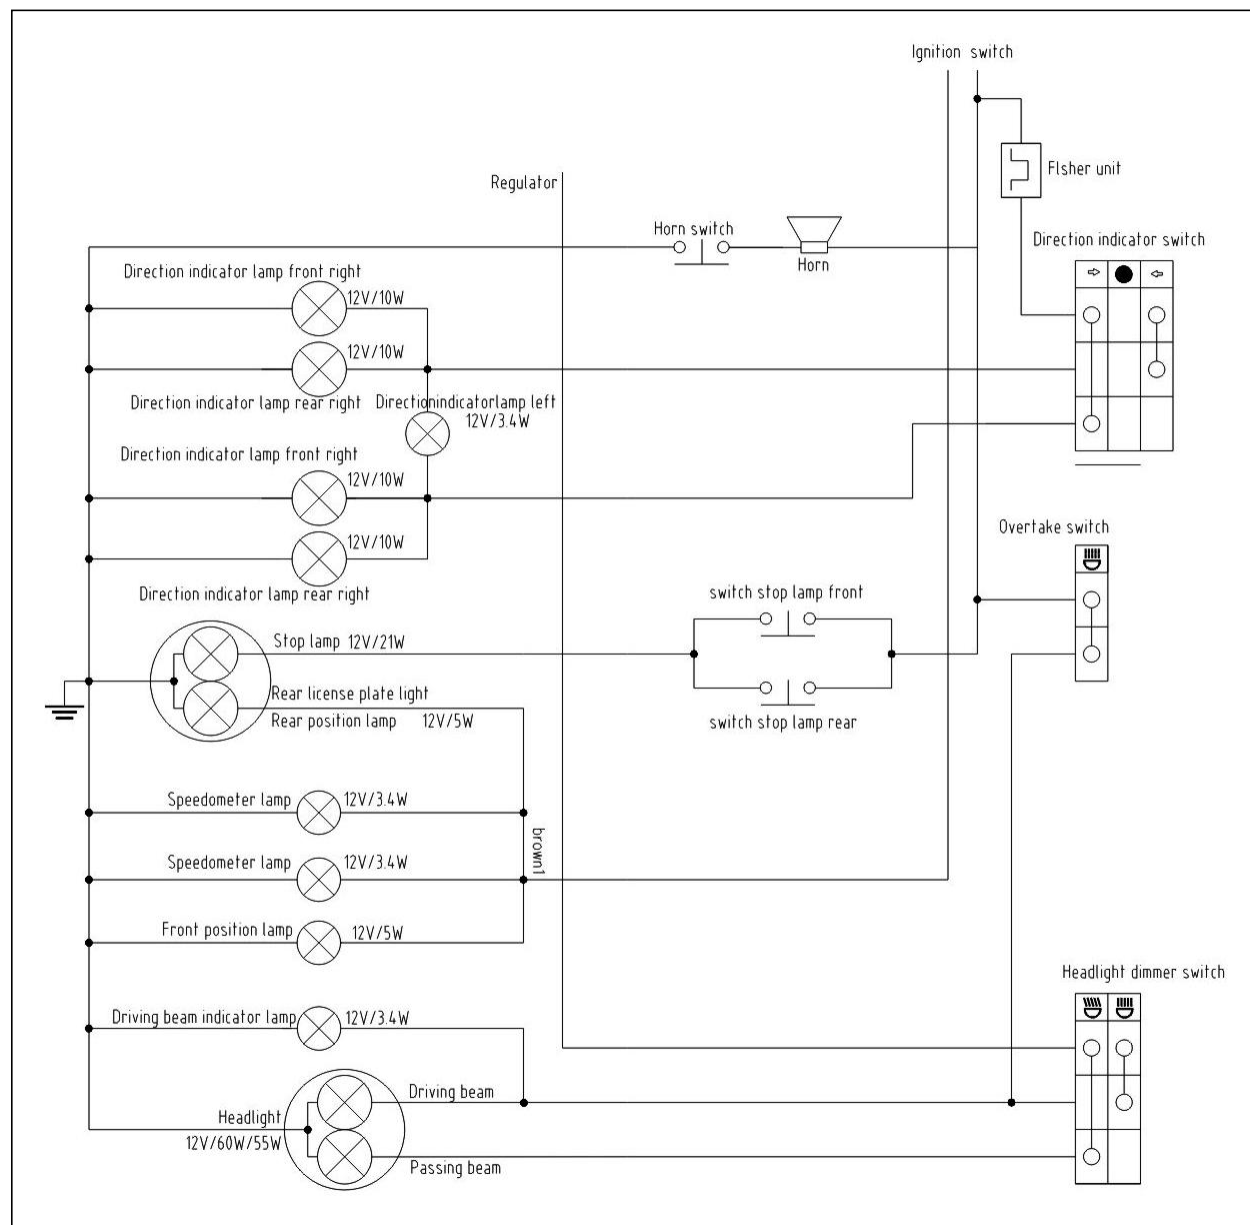 Ignition switch
Flsher unit
Regulator
Horn switch
Direction indicator switch
Horn
Direction indicator lamp front right
12V/10W
12V/10W
Direction indicator lamp rear right
Directionindicatorlamp left
12V/3.4W
Direction indicator lamp front right
12V/10W
Overtake switch
12V/10W
Direction indicator lamp rear right
switch stop lamp front
Stop lamp 12V/21W
Rear license plate light
Rear position lamp 12V/5W
switch stop lamp rear
Speedometer lamp 12V/3.4W
brown1
Speedometer lamp 12V/3.4W
Front position lamp 12V/5W
Headlight dimmer switch
Driving beam indicator lamp 12V/3.4W
Driving beam
Headlight
12V/60W/55W
Passing beam